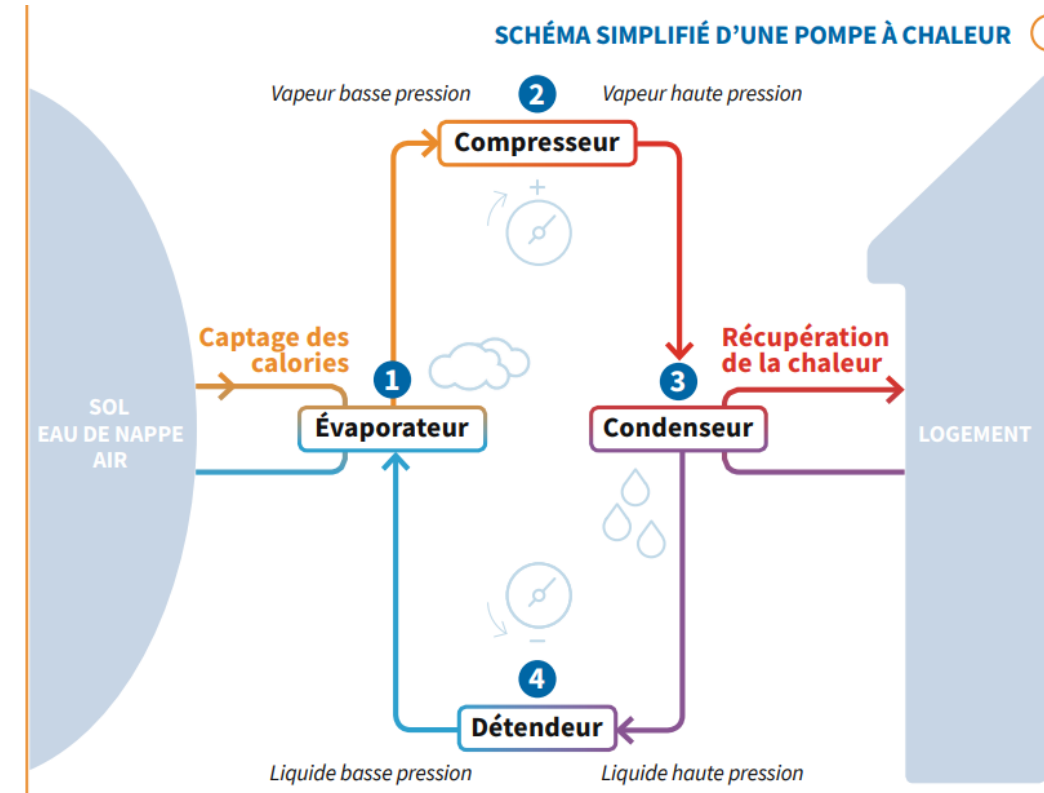 SCHÉMA SIMPLIFIÉ D'UNE POMPE À CHALEUR
Vapeur basse pression
2
Vapeur haute pression
Compresseur
+
Captage des
calories
Récupération
de la chaleur
1
3
Évaporateur
Condenseur
SOL
EAU DE NAPPE
AIR
LOGEMENT
–
4
Détendeur
Liquide basse pression
Liquide haute pression